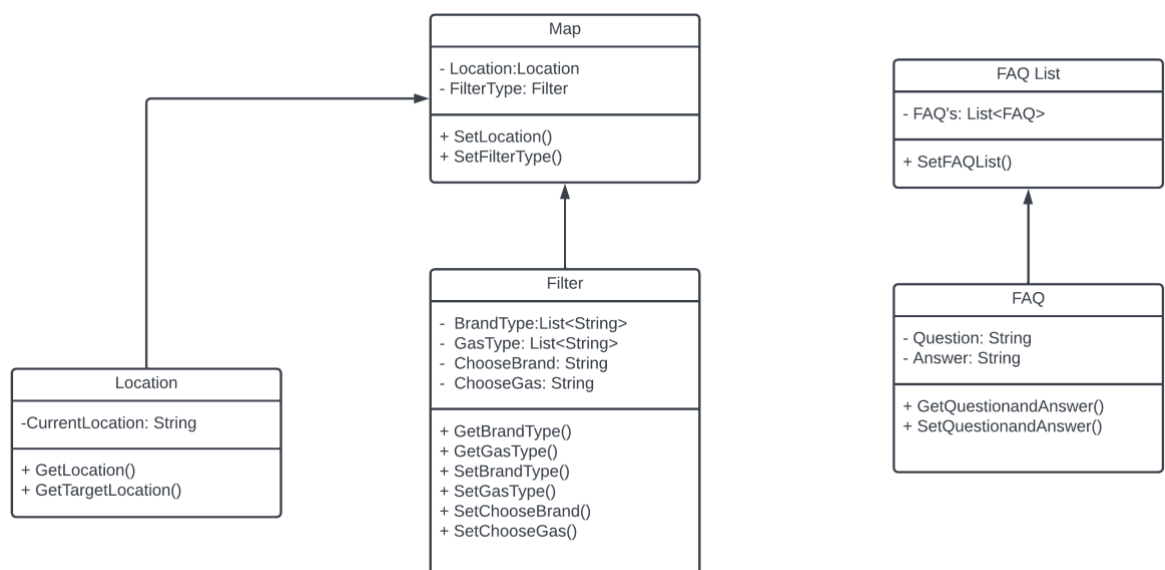 Map
- Location:Location
- FilterType: Filter
+ SetLocation()
+ SetFilterType()
FAQ List
- FAQ's: List<FAQ>
+ SetFAQList()
Filter
- BrandType:List<String>
- GasType: List<String>
- ChooseBrand: String
- ChooseGas: String
+ GetBrandType()
+ GetGasType()
+ SetBrandType()
+ SetGasType()
+ SetChooseBrand()
+ SetChooseGas()
FAQ
- Question: String
- Answer: String
+ GetQuestionandAnswer()
+ SetQuestionandAnswer()
Location
-CurrentLocation: String
+ GetLocation()
+ GetTargetLocation()